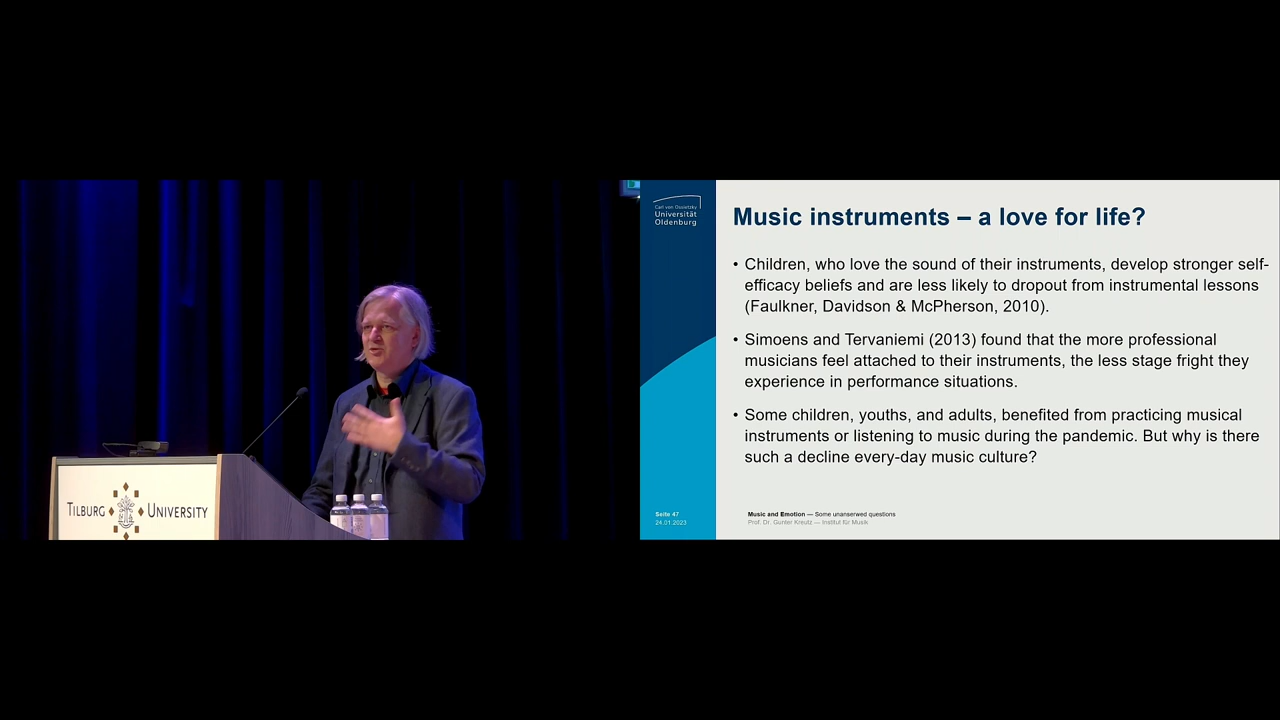 TILBURG UNIVERSITY
Carl von Ossietzky
Universität
Oldenburg
Music instruments – a love for life?
• Children, who love the sound of their instruments, develop stronger self-
efficacy beliefs and are less likely to dropout from instrumental lessons
(Faulkner, Davidson & McPherson, 2010).
• Simoens and Tervaniemi (2013) found that the more professional
musicians feel attached to their instruments, the less stage fright they
experience in performance situations.
• Some children, youths, and adults, benefited from practicing musical
instruments or listening to music during the pandemic. But why is there
such a decline every-day music culture?
Seite 47
24.01.2023
Music and Emotion — Some unanserwed questions
Prof. Dr. Gunter Kreutz — Institut für Musik